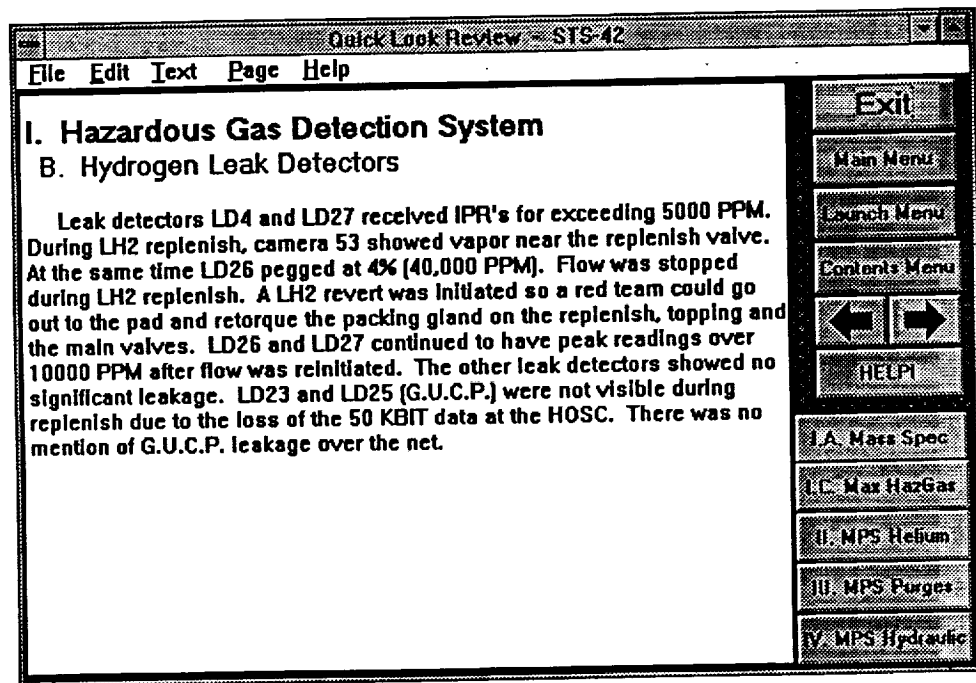 Quick Look Review - STS-42
File Edit Text Page Help
I. Hazardous Gas Detection System
B. Hydrogen Leak Detectors
Leak detectors LD4 and LD27 received IPR's for exceeding 5000 PPM.
During LH2 replenish, camera 53 showed vapor near the replenish valve.
At the same time LD26 pegged at 4% (40,000 PPM). Flow was stopped
during LH2 replenish. A LH2 revert was initiated so a red team could go
out to the pad and retorque the packing gland on the replenish, topping and
the main valves. LD26 and LD27 continued to have peak readings over
10000 PPM after flow was reinitiated. The other leak detectors showed no
significant leakage. LD23 and LD25 (G.U.C.P.) were not visible during
replenish due to the loss of the 50 KBIT data at the HOSC. There was no
mention of G.U.C.P. leakage over the net.
Exit
Main Menu
Launch Menu
Contents Menu
HELP!
I.A. Mass Spec
I.C. Max HazGas
II. MPS Helium
III. MPS Purges
IV. MPS Hydraulic